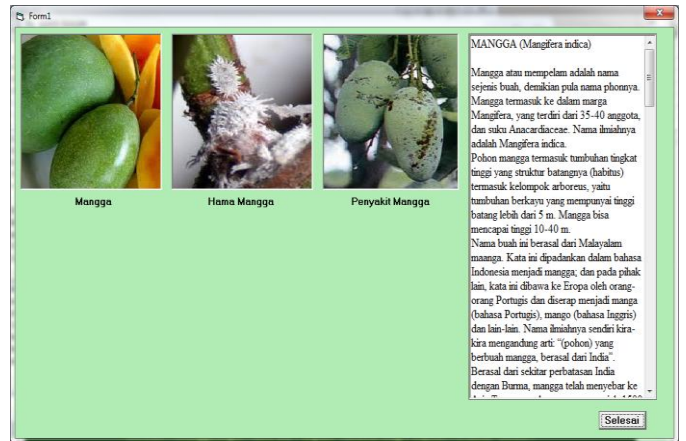 Form1
Mangga
Hama Mangga
Penyakit Mangga
MANGGA (Mangifera indica)
Mangga atau mempelam adalah nama
sejenis buah, demikian pula nama phonnya.
Mangga termasuk ke dalam marga
Mangifera, yang terdiri dari 35-40 anggota,
dan suku Anacardiaceae. Nama ilmiahnya
adalah Mangifera indica.
Pohon mangga termasuk tumbuhan tingkat
tinggi yang struktur batangnya (habitus)
termasuk kelompok arboreus, yaitu
tumbuhan berkayu yang mempunyai tinggi
batang lebih dari 5 m. Mangga bisa
mencapai tinggi 10-40 m.
Nama buah ini berasal dari Malayalam
maanga. Kata ini dipadankan dalam bahasa
Indonesia menjadi mangga; dan pada pihak
lain, kata ini dibawa ke Eropa oleh orang-
orang Portugis dan diserap menjadi manga
(bahasa Portugis), mango (bahasa Inggris)
dan lain-lain. Nama ilmiahnya sendiri kira-
kira mengandung arti: “(pohon) yang
berbuah mangga, berasal dari India”.
Berasal dari sekitar perbatasan India
dengan Burma, mangga telah menyebar ke
Selesai